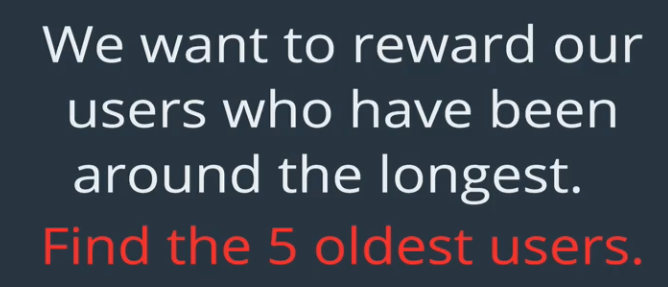 We want to reward our
users who have been
around the longest.
Find the 5 oldest users.